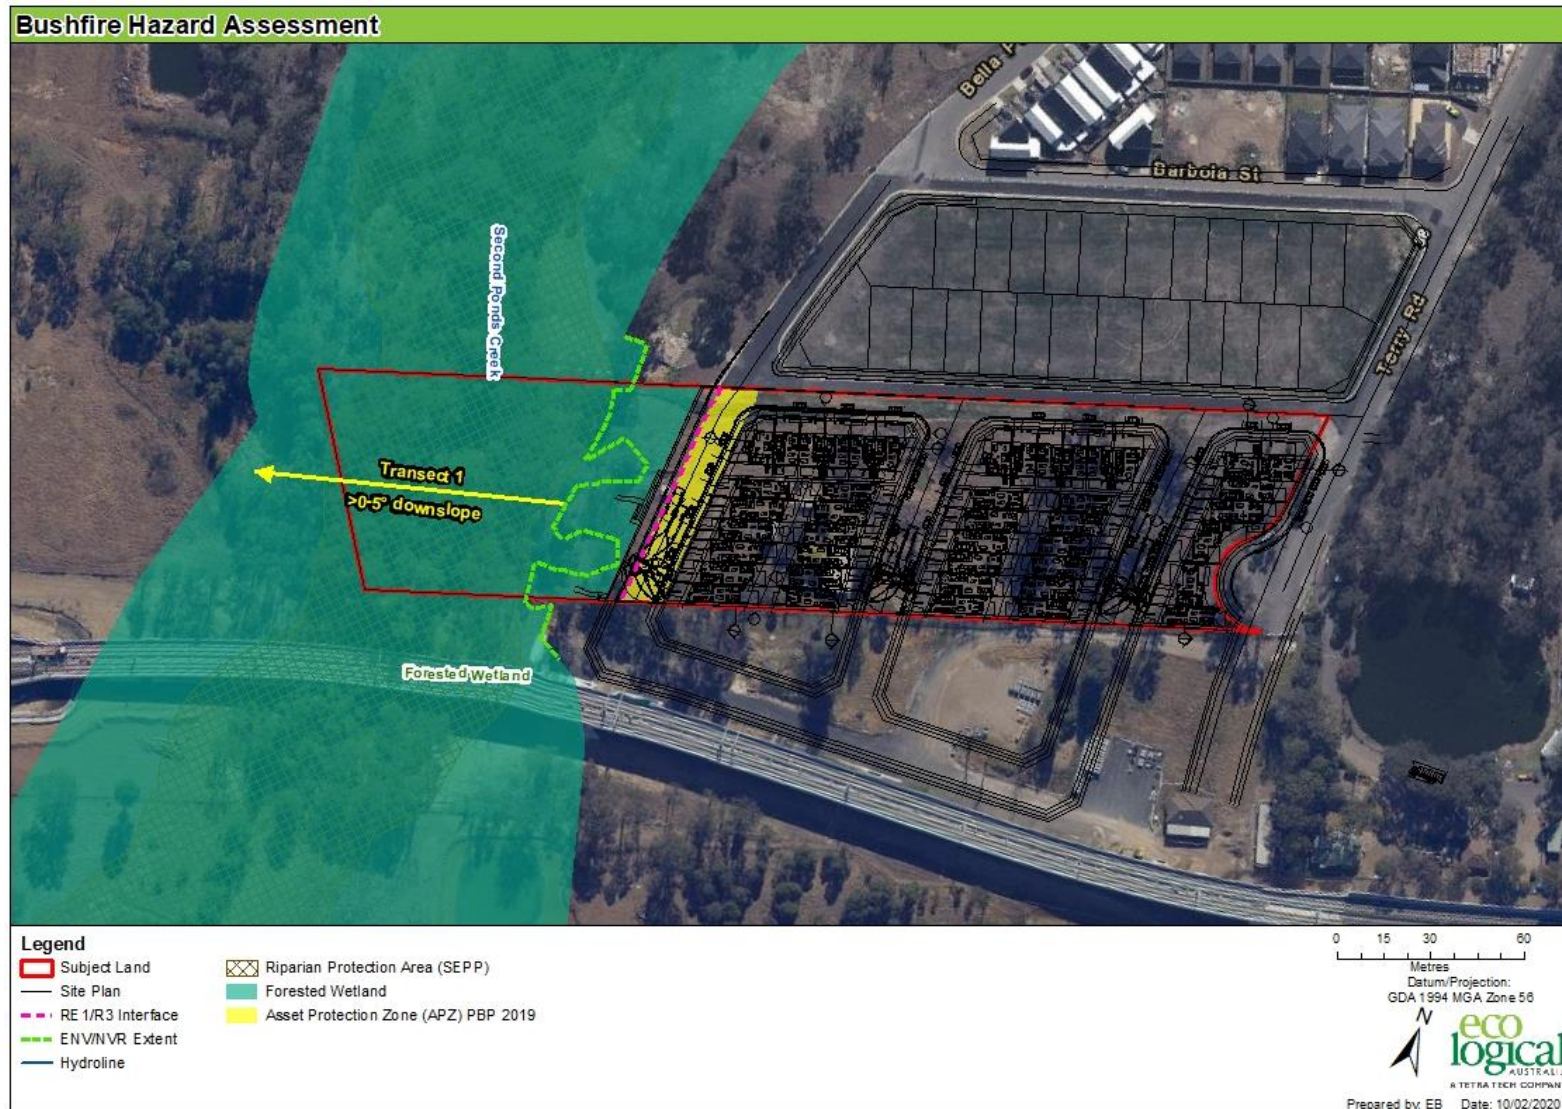 Bushfire Hazard Assessment
Bella
Barboia St
Second Ponds Creek
Terry Rd
Transect 1
>0-5° downslope
Forested Wetland
Legend
Subject Land
Site Plan
RE1/R3 Interface
ENV/NVR Extent
Hydroline
Riparian Protection Area (SEPP)
Forested Wetland
Asset Protection Zone (APZ) PBP 2019
0 15 30 60
Metres
Datum/Projection:
GDA 1994 MGA Zone 56
N
eco
logical
AUSTRALIA
A TETRA TECH COMPANY
Prepared by: EB Date: 10/02/2020